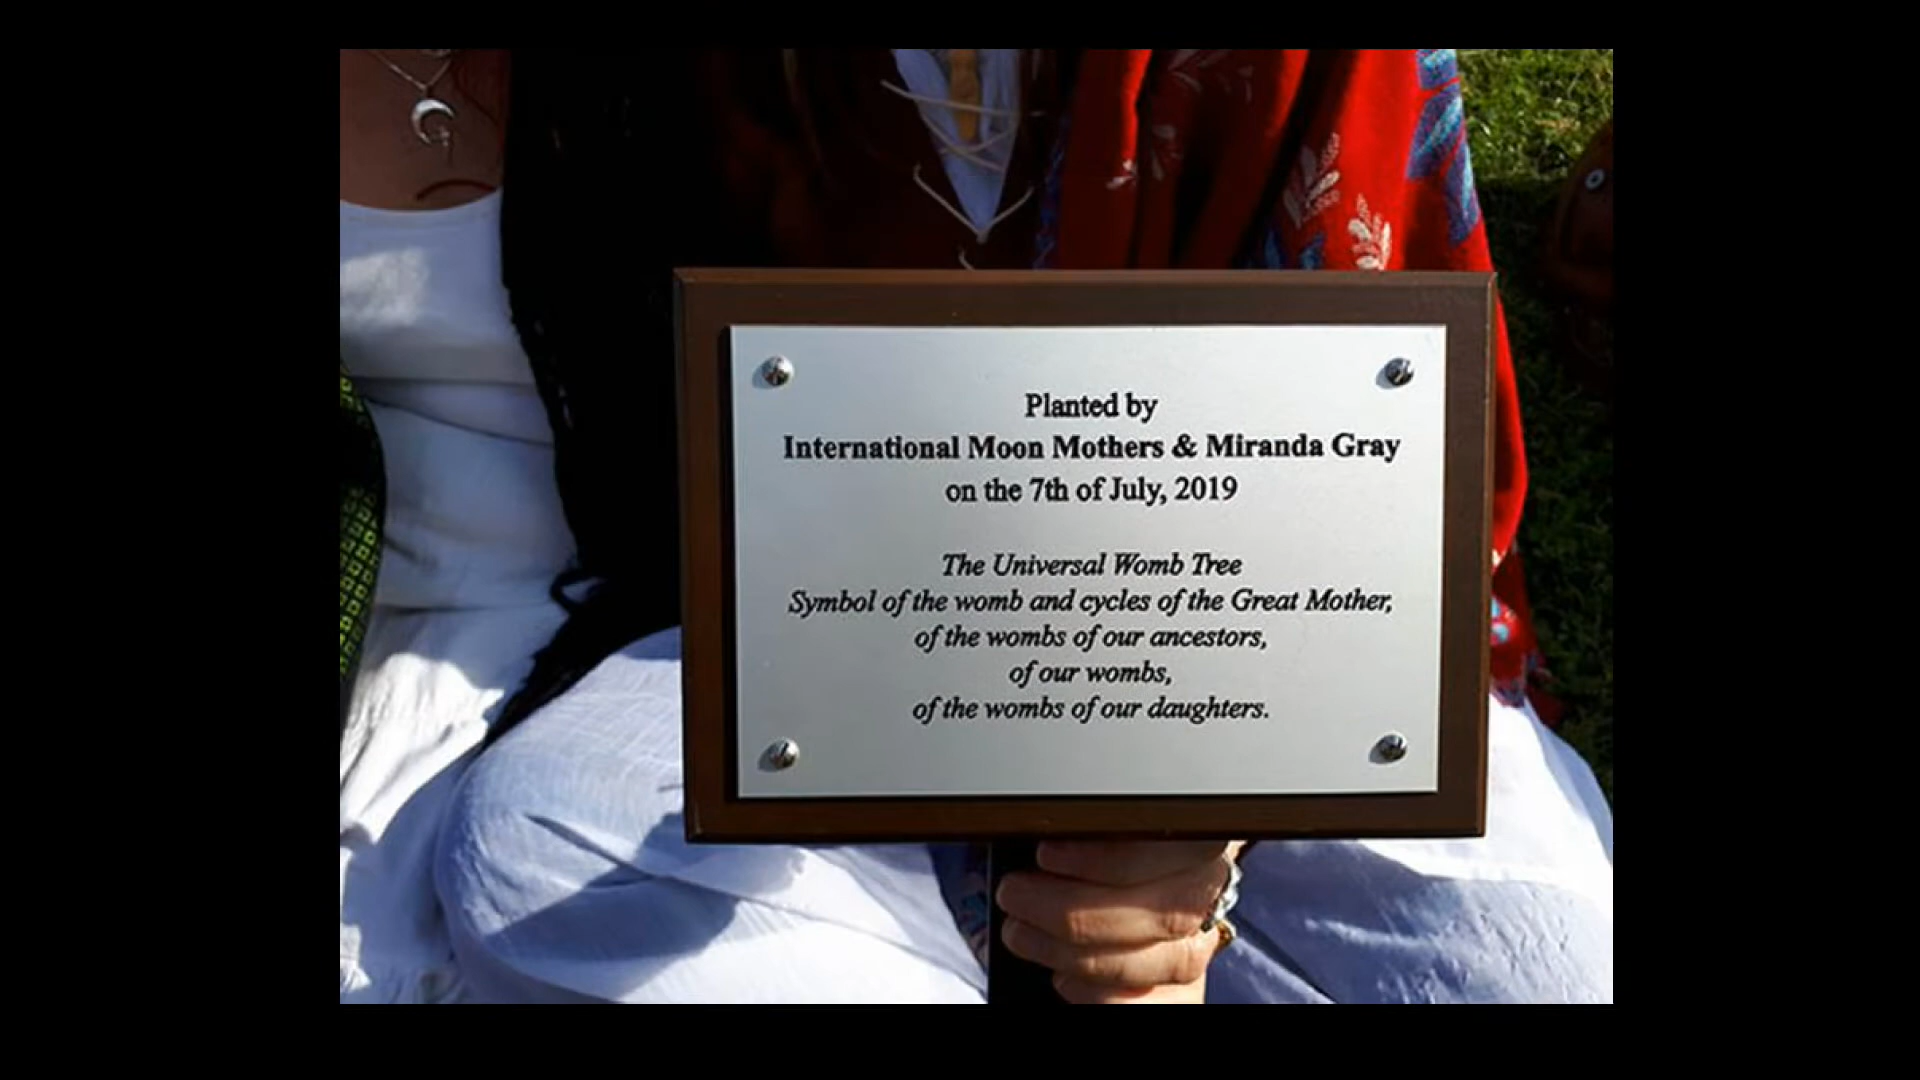 Planted by
International Moon Mothers & Miranda Gray
on the 7th of July, 2019
The Universal Womb Tree
Symbol of the womb and cycles of the Great Mother,
of the wombs of our ancestors,
of our wombs,
of the wombs of our daughters.